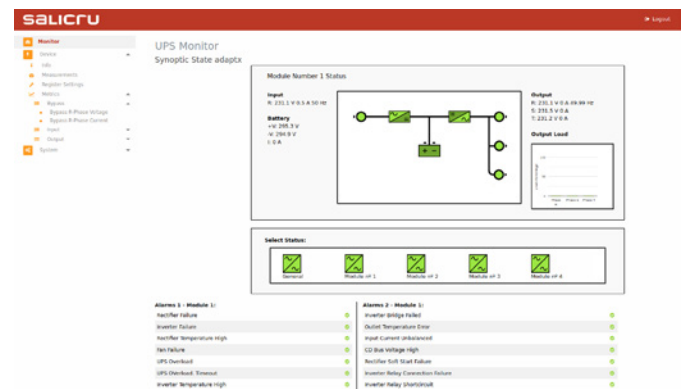 salicru
Logout
Monitor
Device
Info
Measurements
Register Settings
Metrics
Bypass
Bypass R-Phase Voltage
Bypass R-Phase Current
Input
Output
System
UPS Monitor
Synoptic State adaptx
Module Number 1 Status
Input
R: 231.1 V 0.5 A 50 Hz
Battery
+V: 295.3 V
-V: 294.9 V
I: 0 A
Output
R: 231.1 V 0 A 49.99 Hz
S: 231.5 V 0 A
T: 231.2 V 0 A
Output Load
Select Status:
General
Module nº 1
Module nº 2
Module nº 3
Module nº 4
Alarms 1 - Module 1:
Rectifier Failure
Inverter Failure
Rectifier Temperature High
Fan Failure
UPS Overload
UPS Overload Timeout
Inverter Temperature High
Alarms 2 - Module 1:
Inverter Bridge Failed
Outlet Temperature Error
Input Current Unbalanced
CD Bus Voltage High
Rectifier Soft Start Failure
Inverter Relay Connection Failure
Inverter Relay Shortcircuit